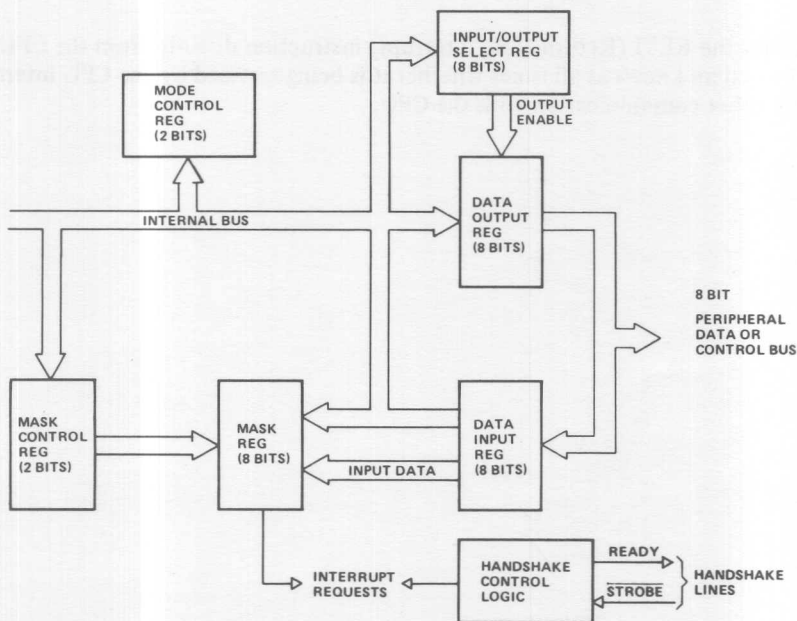 INPUT/OUTPUT
SELECT REG
(8 BITS)
MODE
CONTROL
REG
(2 BITS)
OUTPUT
ENABLE
INTERNAL BUS
DATA
OUTPUT
REG
(8 BITS)
8 BIT
PERIPHERAL
DATA OR
CONTROL BUS
MASK
CONTROL
REG
(2 BITS)
MASK
REG
(8 BITS)
DATA
INPUT
REG
(8 BITS)
INPUT DATA
INTERRUPT
REQUESTS
HANDSHAKE
CONTROL
LOGIC
READY
STROBE
HANDSHAKE
LINES